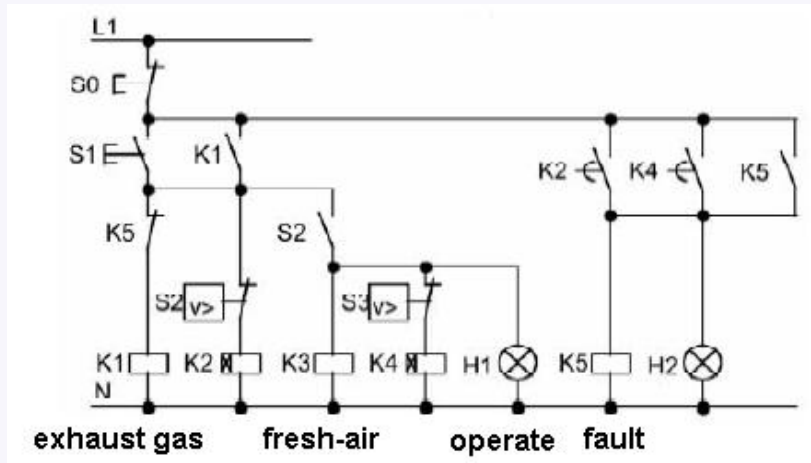 L1
S0
S1 K1 K2 K4 K5
K5 S2
S2 v> S3 v>
K1 K2 K3 K4 H1 K5 H2
N
exhaust gas fresh-air operate fault